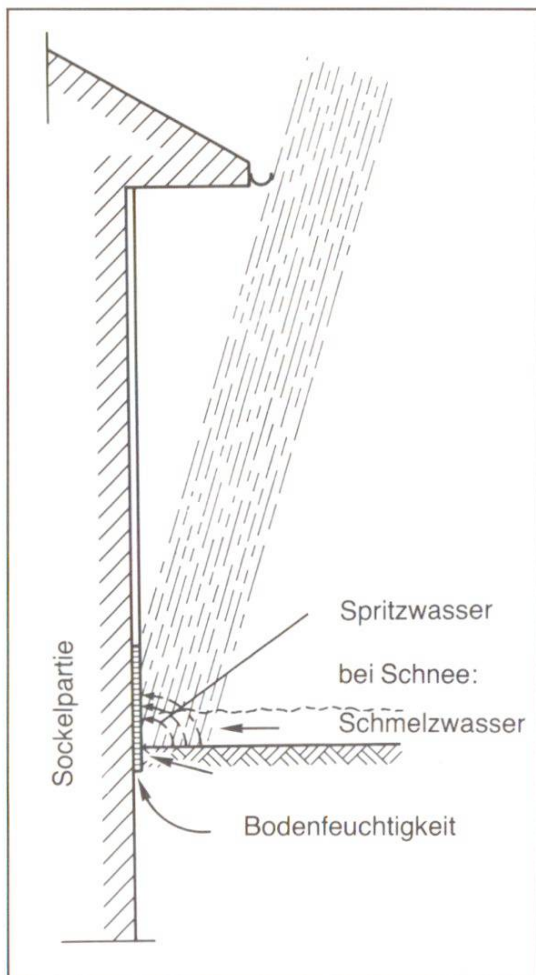 Spritzwasser
bei Schnee:
Schmelzwasser
Sockelpartie
Bodenfeuchtigkeit